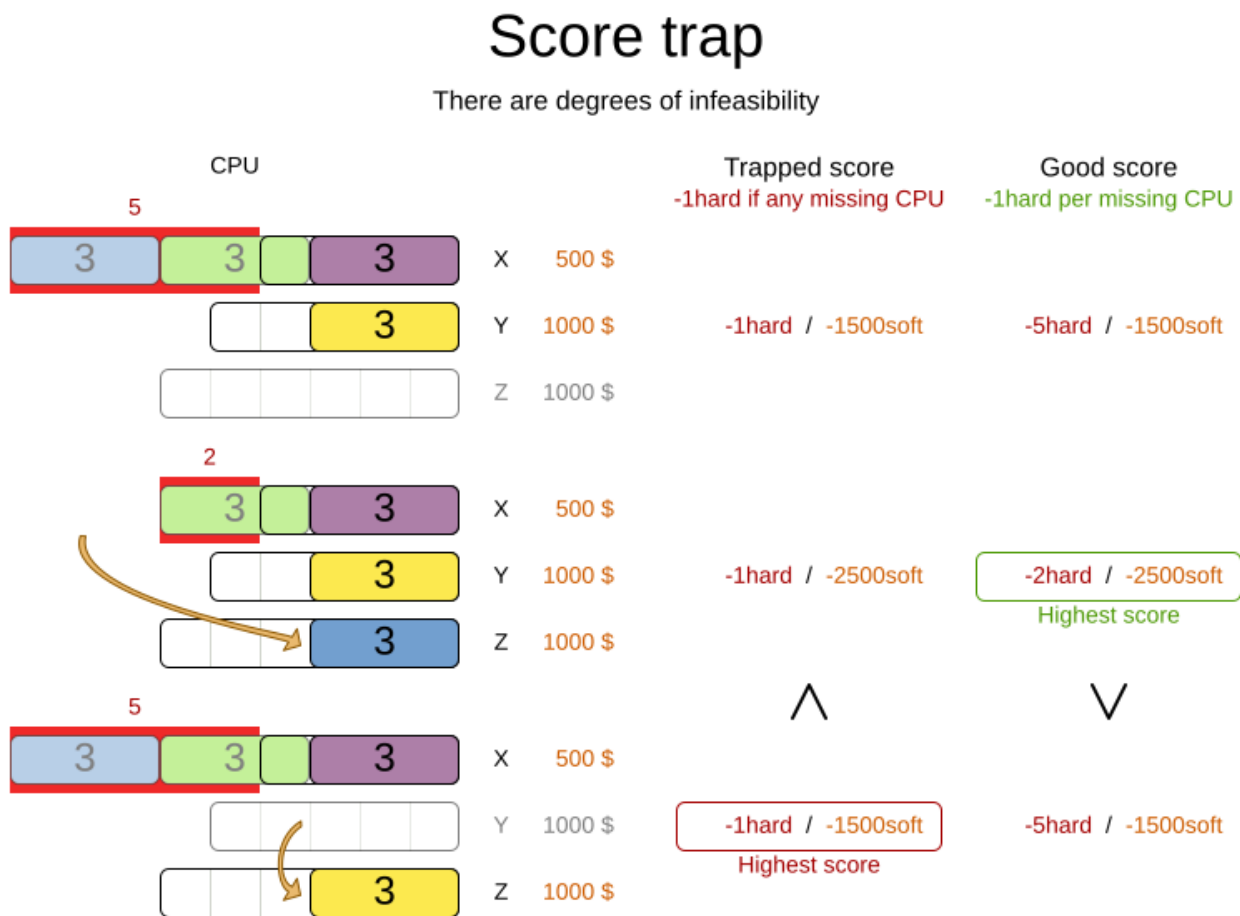 Score trap
There are degrees of infeasibility
CPU Trapped score Good score
-1hard if any missing CPU -1hard per missing CPU
5
3 3 3 X 500 $
3 Y 1000 $ -1hard / -1500soft -5hard / -1500soft
Z 1000 $
2
3 3 X 500 $
3 Y 1000 $ -1hard / -2500soft -2hard / -2500soft
Highest score
3 Z 1000 $
5
3 3 3 X 500 $
Y 1000 $ -1hard / -1500soft -5hard / -1500soft
Highest score
3 Z 1000 $